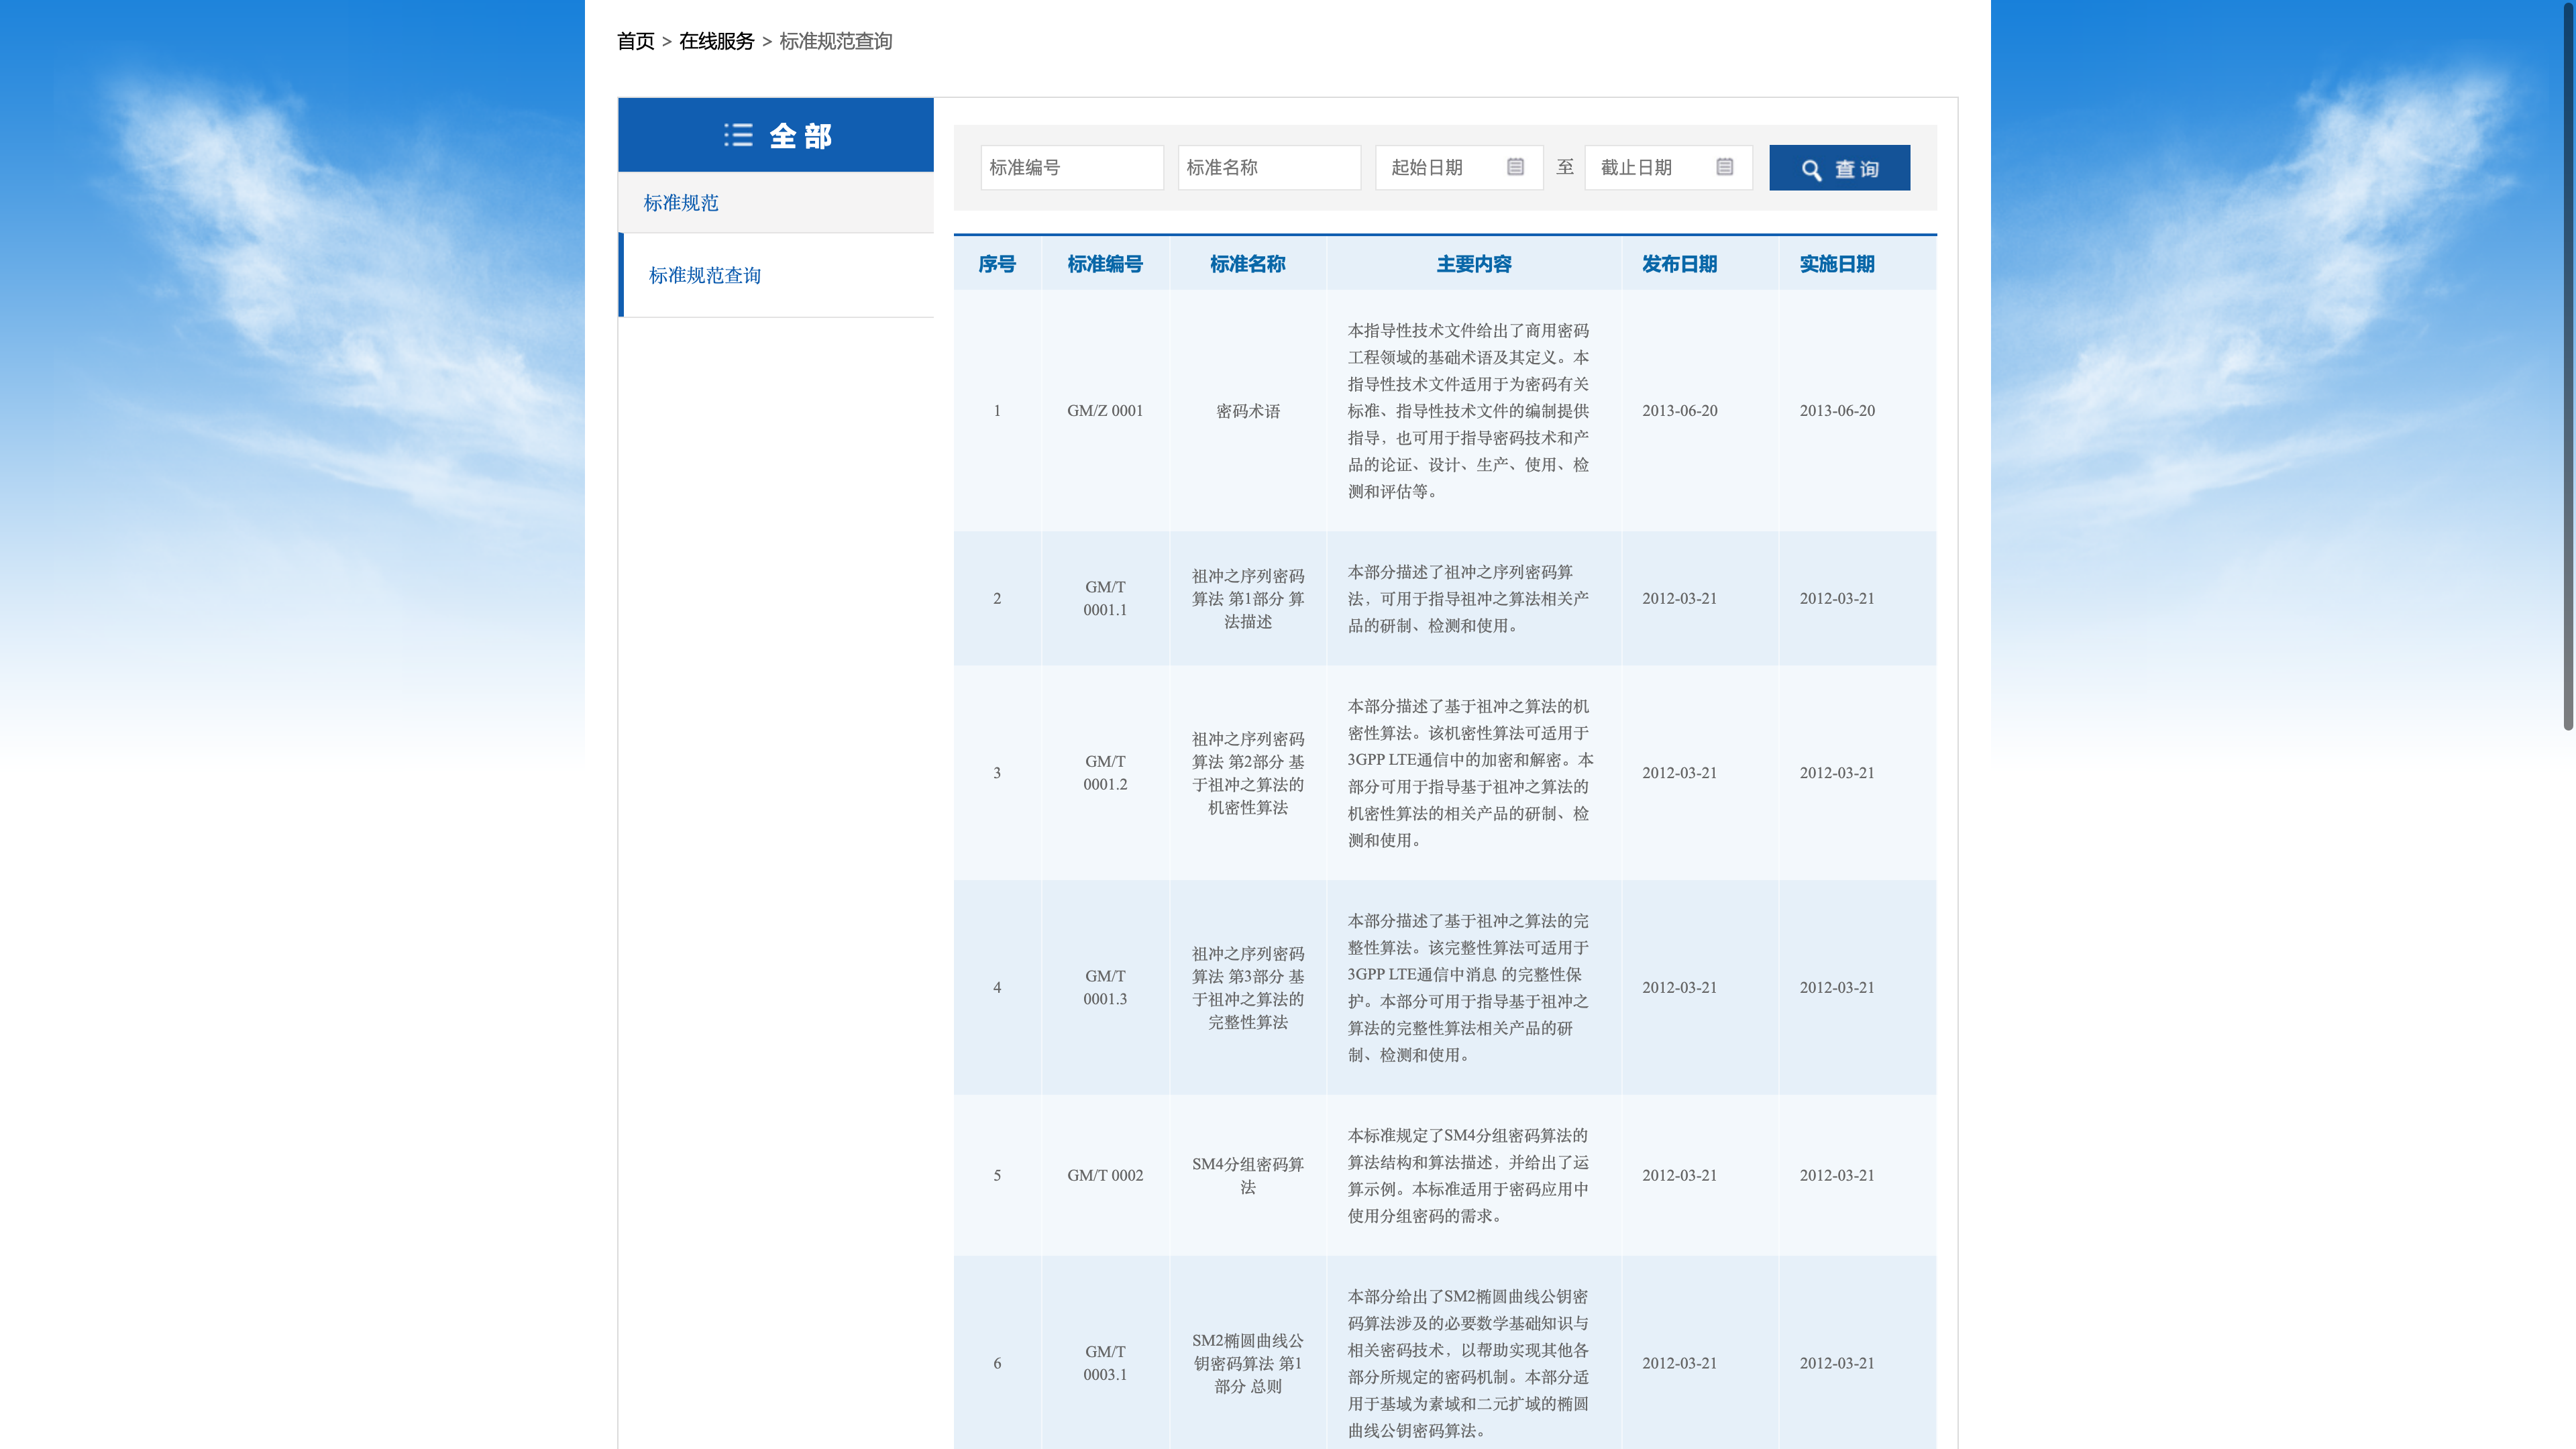 首页 > 在线服务 > 标准规范查询
全 部
标准规范
标准规范查询
标准编号 标准名称 起始日期 至 截止日期 查 询
序号 标准编号 标准名称 主要内容 发布日期 实施日期
1
GM/Z 0001
密码术语
本指导性技术文件给出了商用密码
工程领域的基础术语及其定义。本
指导性技术文件适用于为密码有关
标准、指导性技术文件的编制提供
指导，也可用于指导密码技术和产
品的论证、设计、生产、使用、检
测和评估等。
2013-06-20
2013-06-20
2
GM/T
0001.1
祖冲之序列密码
算法 第1部分 算
法描述
本部分描述了祖冲之序列密码算
法，可用于指导祖冲之算法相关产
品的研制、检测和使用。
2012-03-21
2012-03-21
3
GM/T
0001.2
祖冲之序列密码
算法 第2部分 基
于祖冲之算法的
机密性算法
本部分描述了基于祖冲之算法的机
密性算法。该机密性算法可适用于
3GPP LTE通信中的加密和解密。本
部分可用于指导基于祖冲之算法的
机密性算法的相关产品的研制、检
测和使用。
2012-03-21
2012-03-21
4
GM/T
0001.3
祖冲之序列密码
算法 第3部分 基
于祖冲之算法的
完整性算法
本部分描述了基于祖冲之算法的完
整性算法。该完整性算法可适用于
3GPP LTE通信中消息 的完整性保
护。本部分可用于指导基于祖冲之
算法的完整性算法相关产品的研
制、检测和使用。
2012-03-21
2012-03-21
5
GM/T 0002
SM4分组密码算
法
本标准规定了SM4分组密码算法的
算法结构和算法描述，并给出了运
算示例。本标准适用于密码应用中
使用分组密码的需求。
2012-03-21
2012-03-21
6
GM/T
0003.1
SM2椭圆曲线公
钥密码算法 第1
部分 总则
本部分给出了SM2椭圆曲线公钥密
码算法涉及的必要数学基础知识与
相关密码技术，以帮助实现其他各
部分所规定的密码机制。本部分适
用于基域为素域和二元扩域的椭圆
曲线公钥密码算法。
2012-03-21
2012-03-21